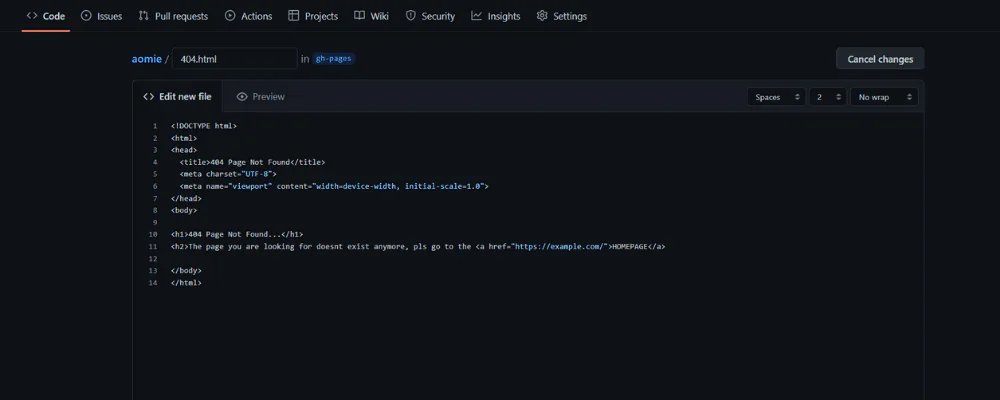 Code Issues Pull requests Actions Projects Wiki Security Insights Settings
aomie / 404.html in gh-pages Cancel changes
Edit new file Preview Spaces 2 No wrap
1 <!DOCTYPE html>
2 <html>
3 <head>
4 <title>404 Page Not Found</title>
5 <meta charset="UTF-8">
6 <meta name="viewport" content="width=device-width, initial-scale=1.0">
7 </head>
8 <body>
9
10 <h1>404 Page Not Found...</h1>
11 <h2>The page you are looking for doesnt exist anymore, pls go to the <a href="https://example.com/">HOMEPAGE</a>
12
13 </body>
14 </html>